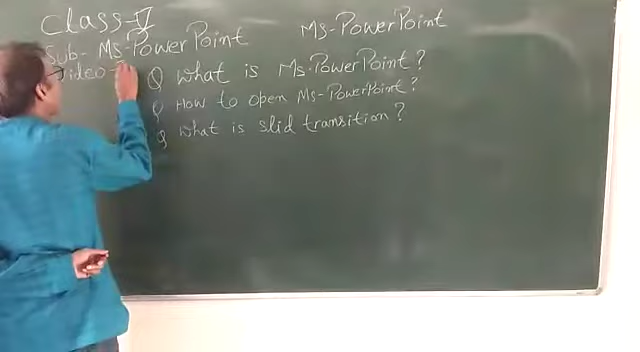 Class-V
Ms-PowerPoint
Sub- Ms-PowerPoint
Video-
Q What is Ms-PowerPoint?
Q How to open Ms-PowerPoint?
Q What is slid transition?